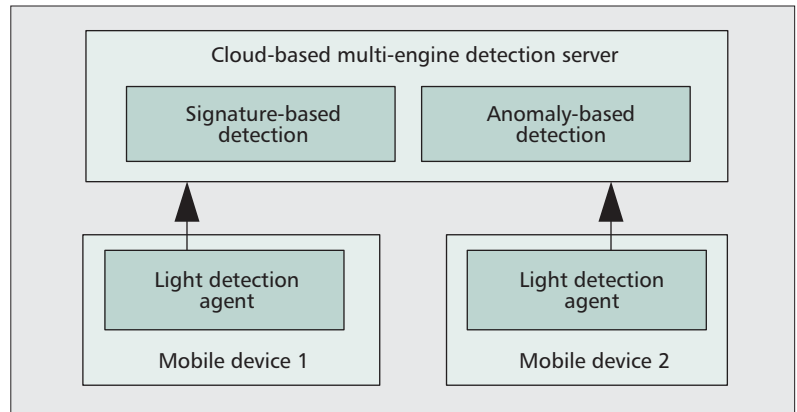 Cloud-based multi-engine detection server
Signature-based
detection
Anomaly-based
detection
Light detection
agent
Mobile device 1
Light detection
agent
Mobile device 2